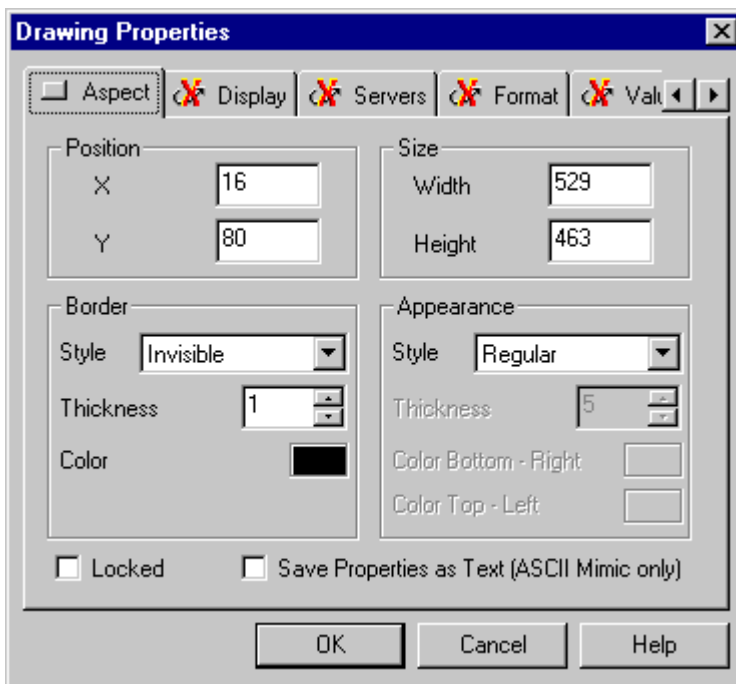 Drawing Properties
Aspect Display Servers Format Valu
Position
X 16
Y 80
Size
Width 529
Height 463
Border
Style Invisible
Thickness 1
Color
Appearance
Style Regular
Thickness 5
Color Bottom - Right
Color Top - Left
Locked
Save Properties as Text (ASCII Mimic only)
OK Cancel Help